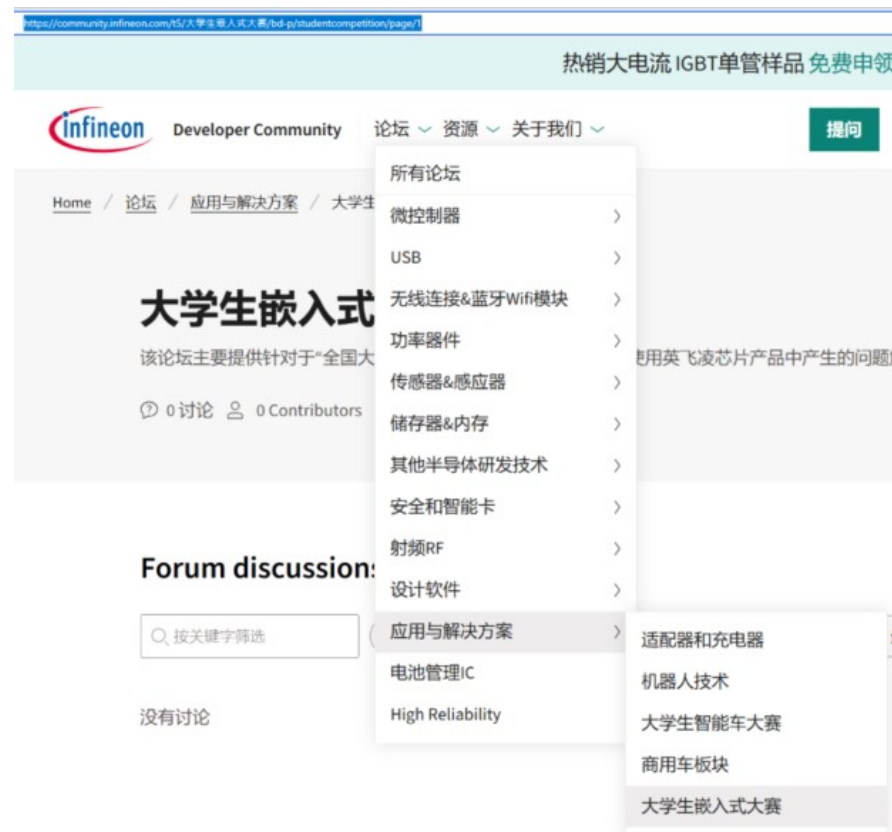 https://community.infineon.com/t5/大学生嵌入式大赛/bd-p/studentcompetition/page/1
热销大电流 IGBT单管样品 免费申领
infineon Developer Community 论坛 资源 关于我们 提问
所有论坛
Home / 论坛 / 应用与解决方案 / 大学生
微控制器
USB
无线连接&蓝牙Wifi模块
大学生嵌入式
功率器件
该论坛主要提供针对于“全国大 使用英飞凌芯片产品中产生的问题
传感器&感应器
0 讨论 0 Contributors
储存器&内存
其他半导体研发技术
安全和智能卡
射频RF
Forum discussions
设计软件
按关键字筛选
应用与解决方案
适配器和充电器
电池管理IC
机器人技术
没有讨论
High Reliability
大学生智能车大赛
商用车板块
大学生嵌入式大赛